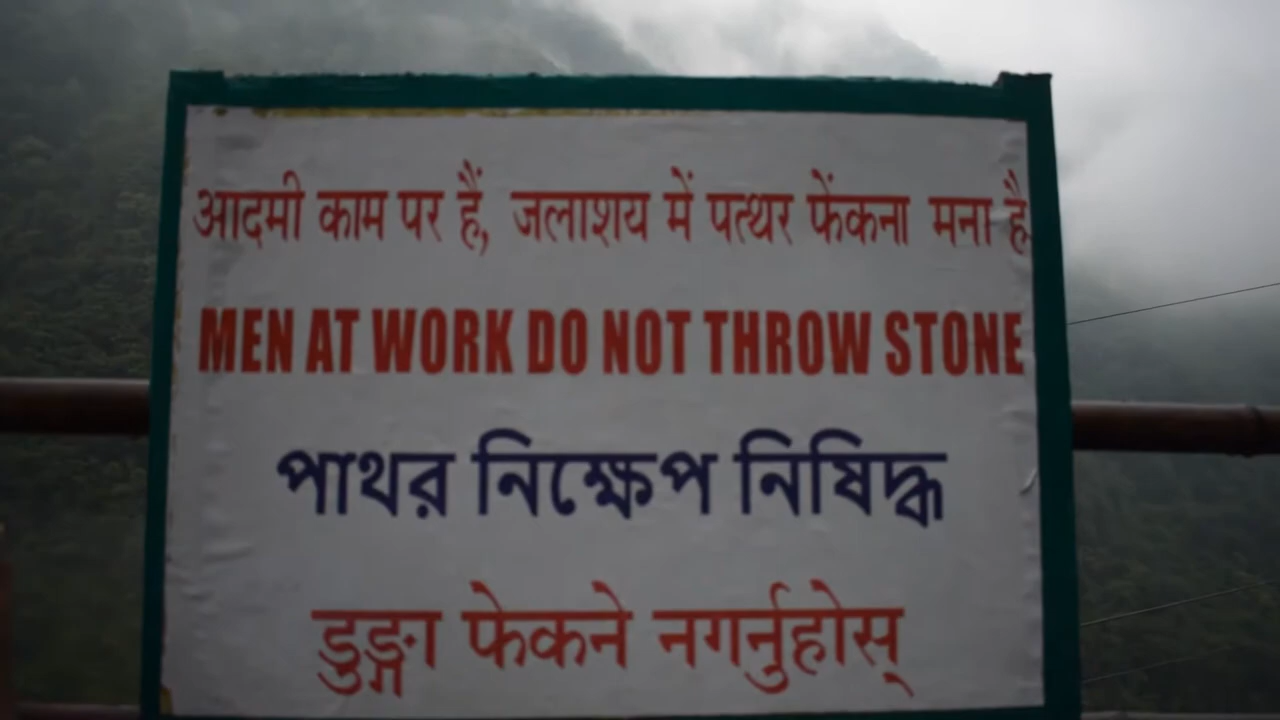 आदमी काम पर हैं, जलाशय में पत्थर फेंकना मना है
MEN AT WORK DO NOT THROW STONE
পাথর নিক্ষেপ নিষিদ্ধ
डुङ्गा फेकने नगर्नुहोस्